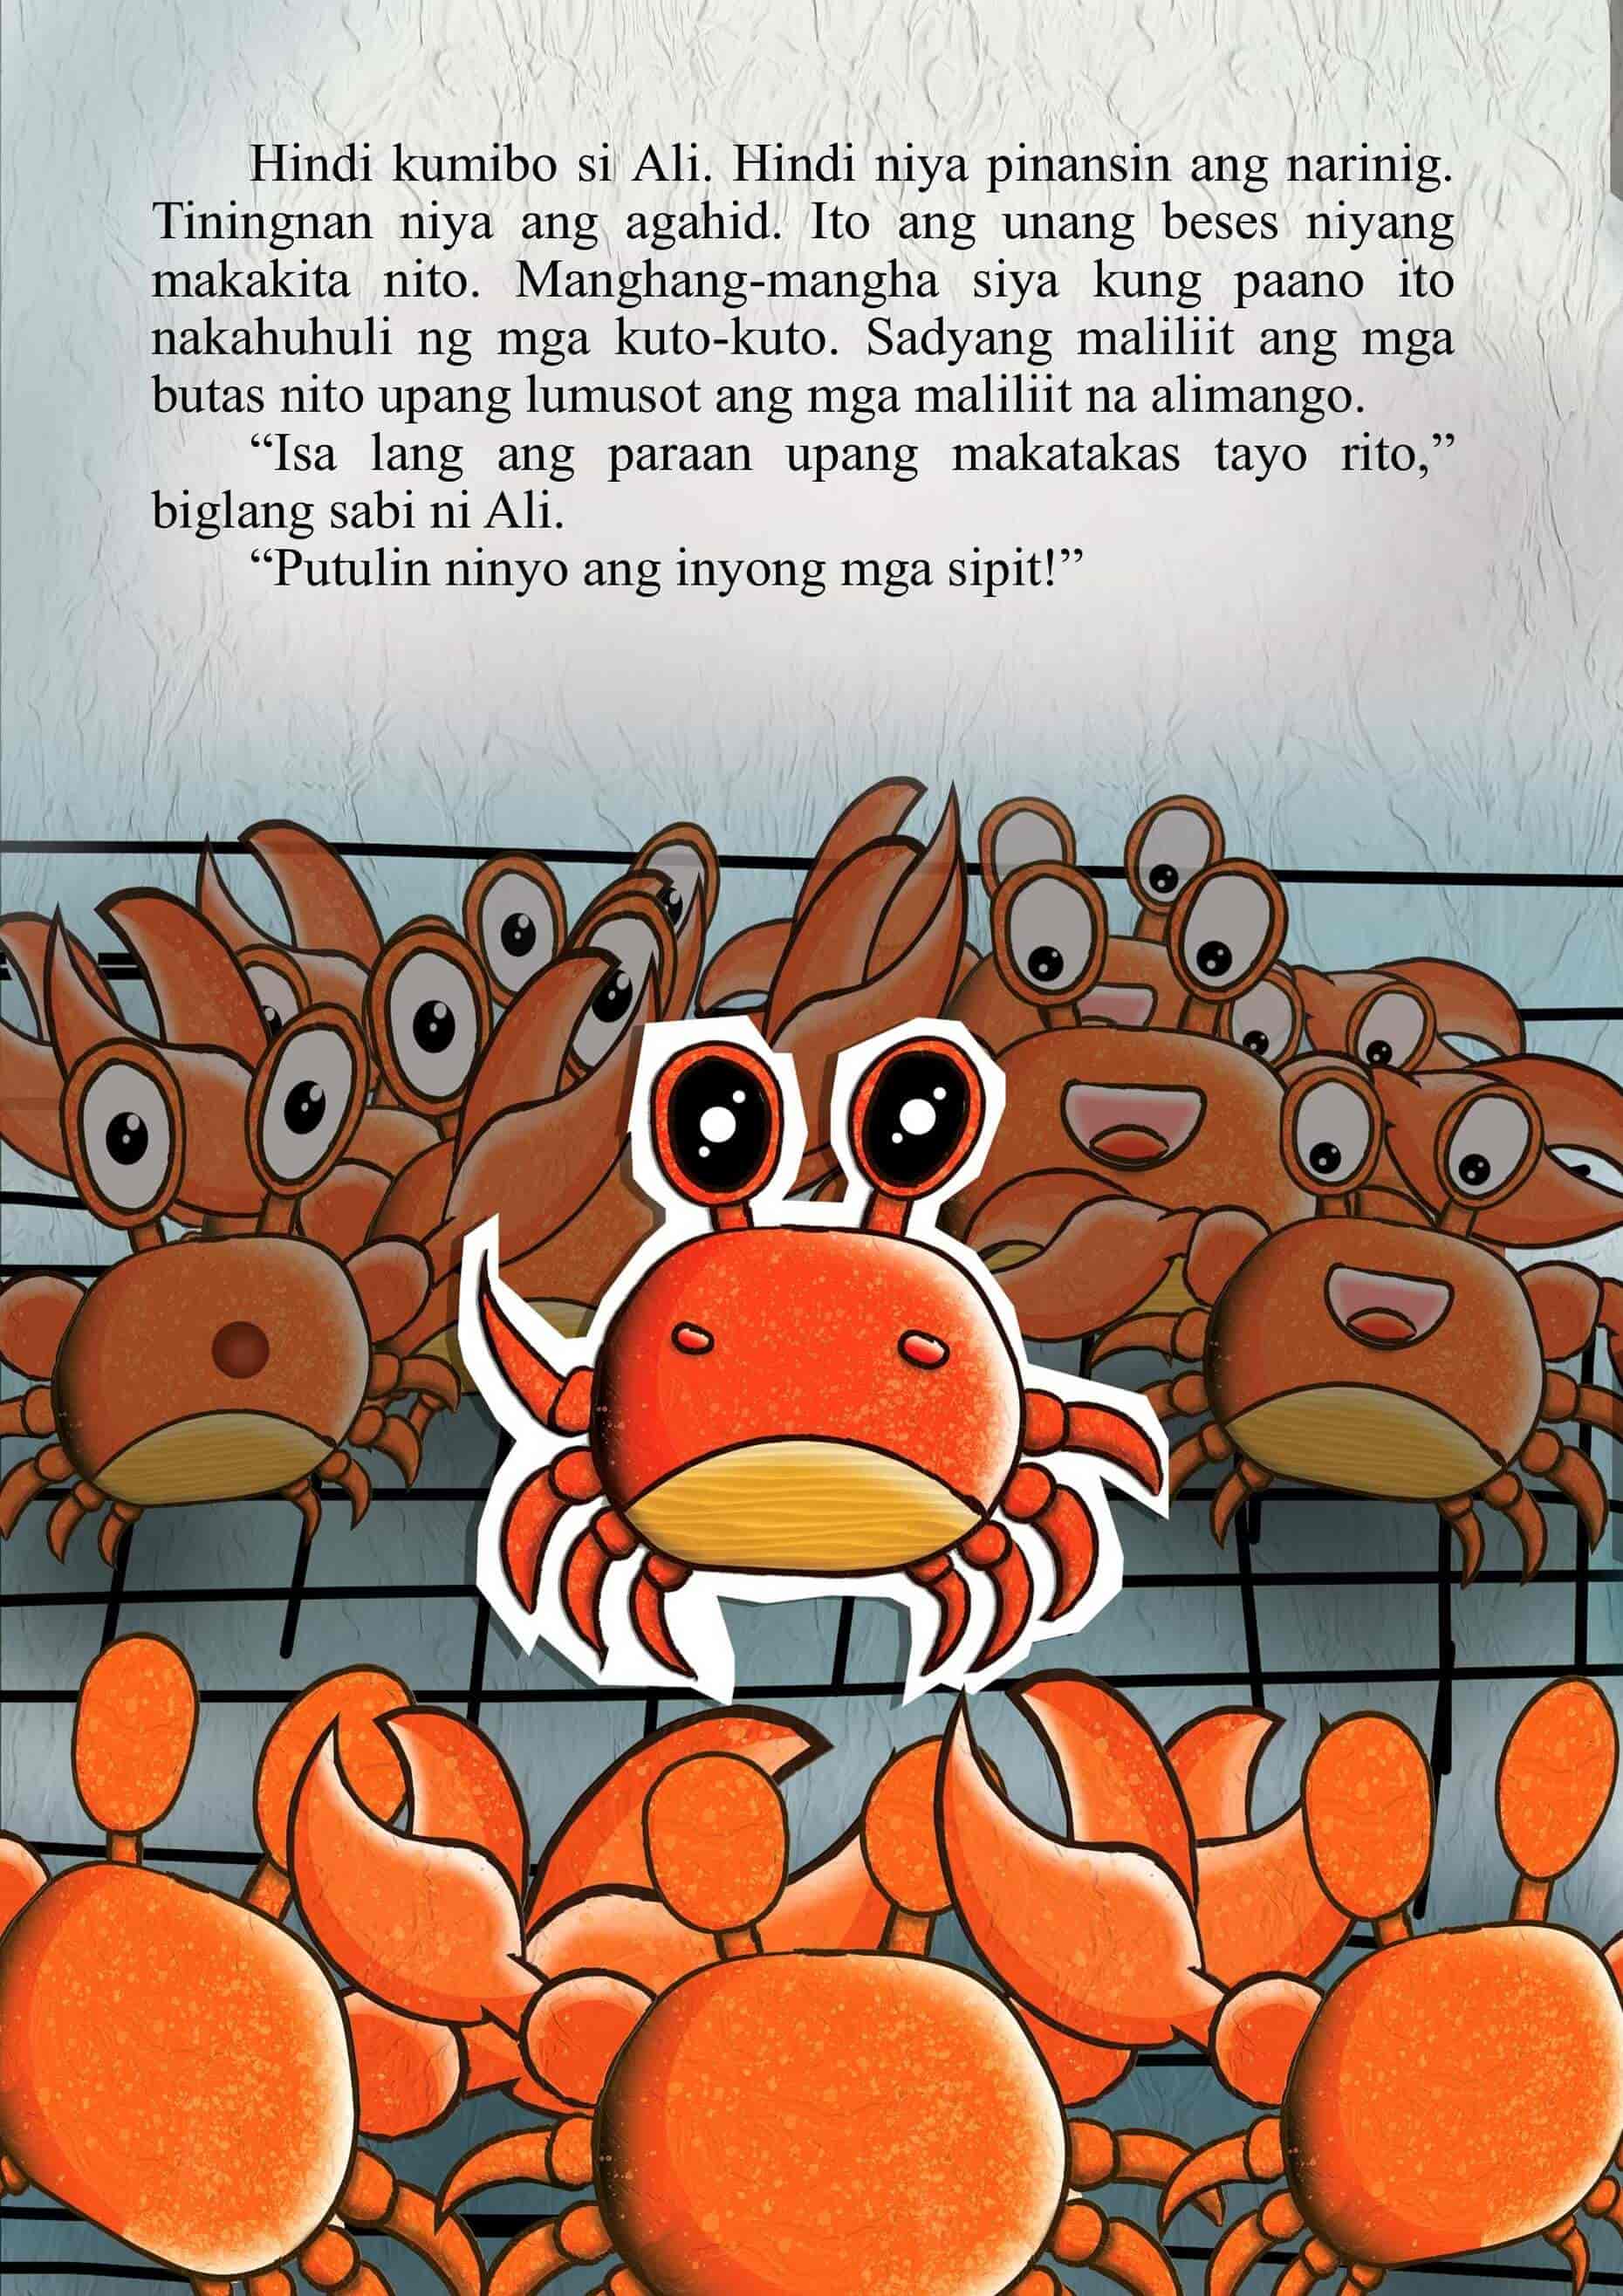 Hindi kumibo si Ali. Hindi niya pinansin ang narinig.
Tiningnan niya ang agahid. Ito ang unang beses niyang
makakita nito. Manghang-mangha siya kung paano ito
nakahuhuli ng mga kuto-kuto. Sadyang maliliit ang mga
butas nito upang lumusot ang mga maliliit na alimango.
“Isa lang ang paraan upang makatakas tayo rito,”
biglang sabi ni Ali.
“Putulin ninyo ang inyong mga sipit!”